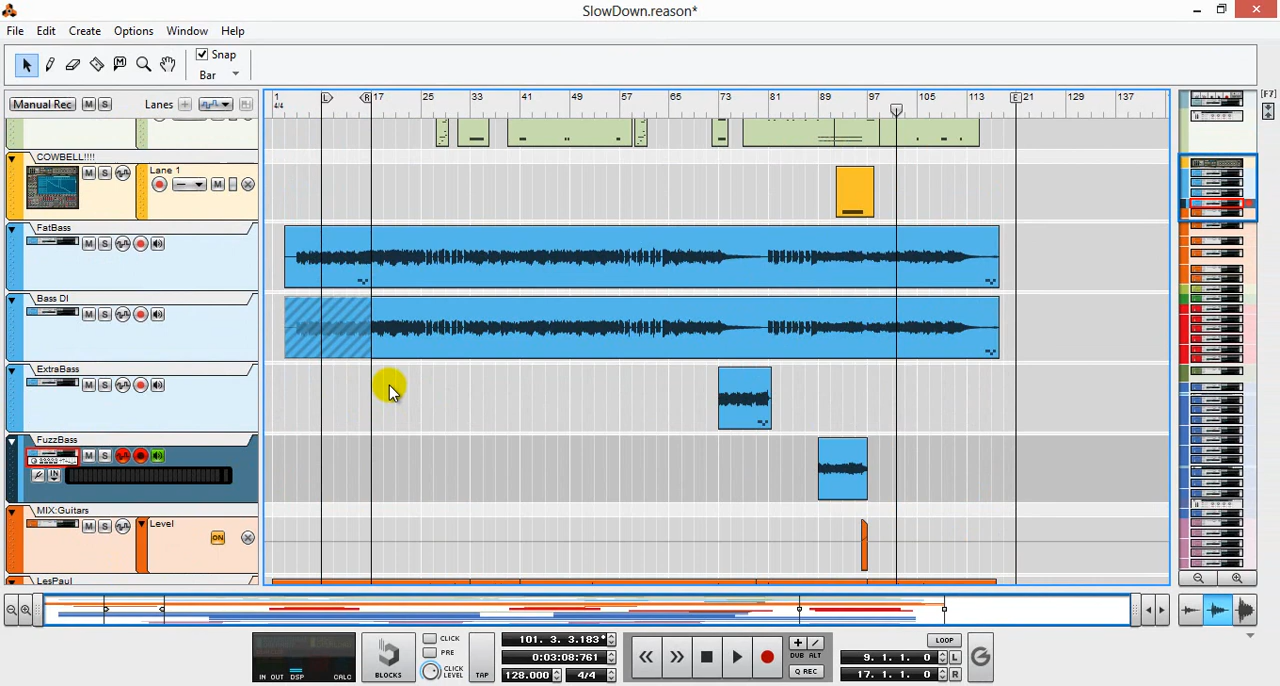 SlowDown.reason*
File Edit Create Options Window Help
Snap
Bar
Manual Rec M S Lanes
1 17 25 33 41 49 57 65 73 81 89 97 105 113 121 129 137
4/4
L R E
[F7]
COWBELL!!!!
M S Lane 1
M
FatBass
M S
Bass DI
M S
ExtraBass
M S
FuzzBass
M S
MIX:Guitars
M S Level
ON
LesPaul
IN OUT DSP CALC
BLOCKS
CLICK
PRE
CLICK LEVEL
TAP
101. 3. 3.183*
0:03:08:761
128.000 4/4
DUB ALT
Q REC
LOOP
9. 1. 1. 0 L
17. 1. 1. 0 R